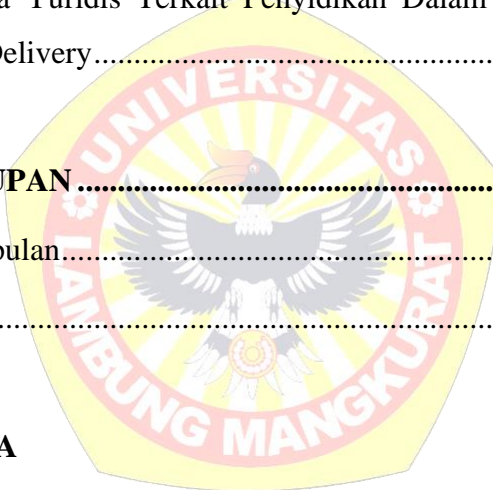 Yuridis Terkait Penyidikan Dalam
Delivery
UPAN
pulan
A
UNIVERSITAS
LAMBUNG MANGKURAT